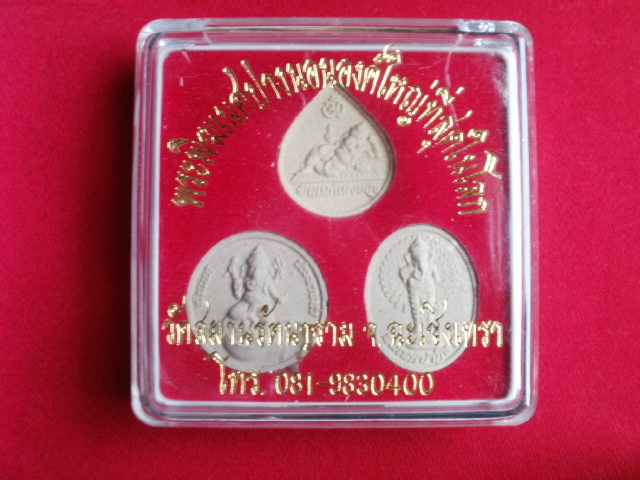 พระพิฆเนศปางนอนองค์ใหญ่ที่สุดในโลก
วัดสมานรัตนาราม จ.ฉะเชิงเทรา
โทร. 081-9830400